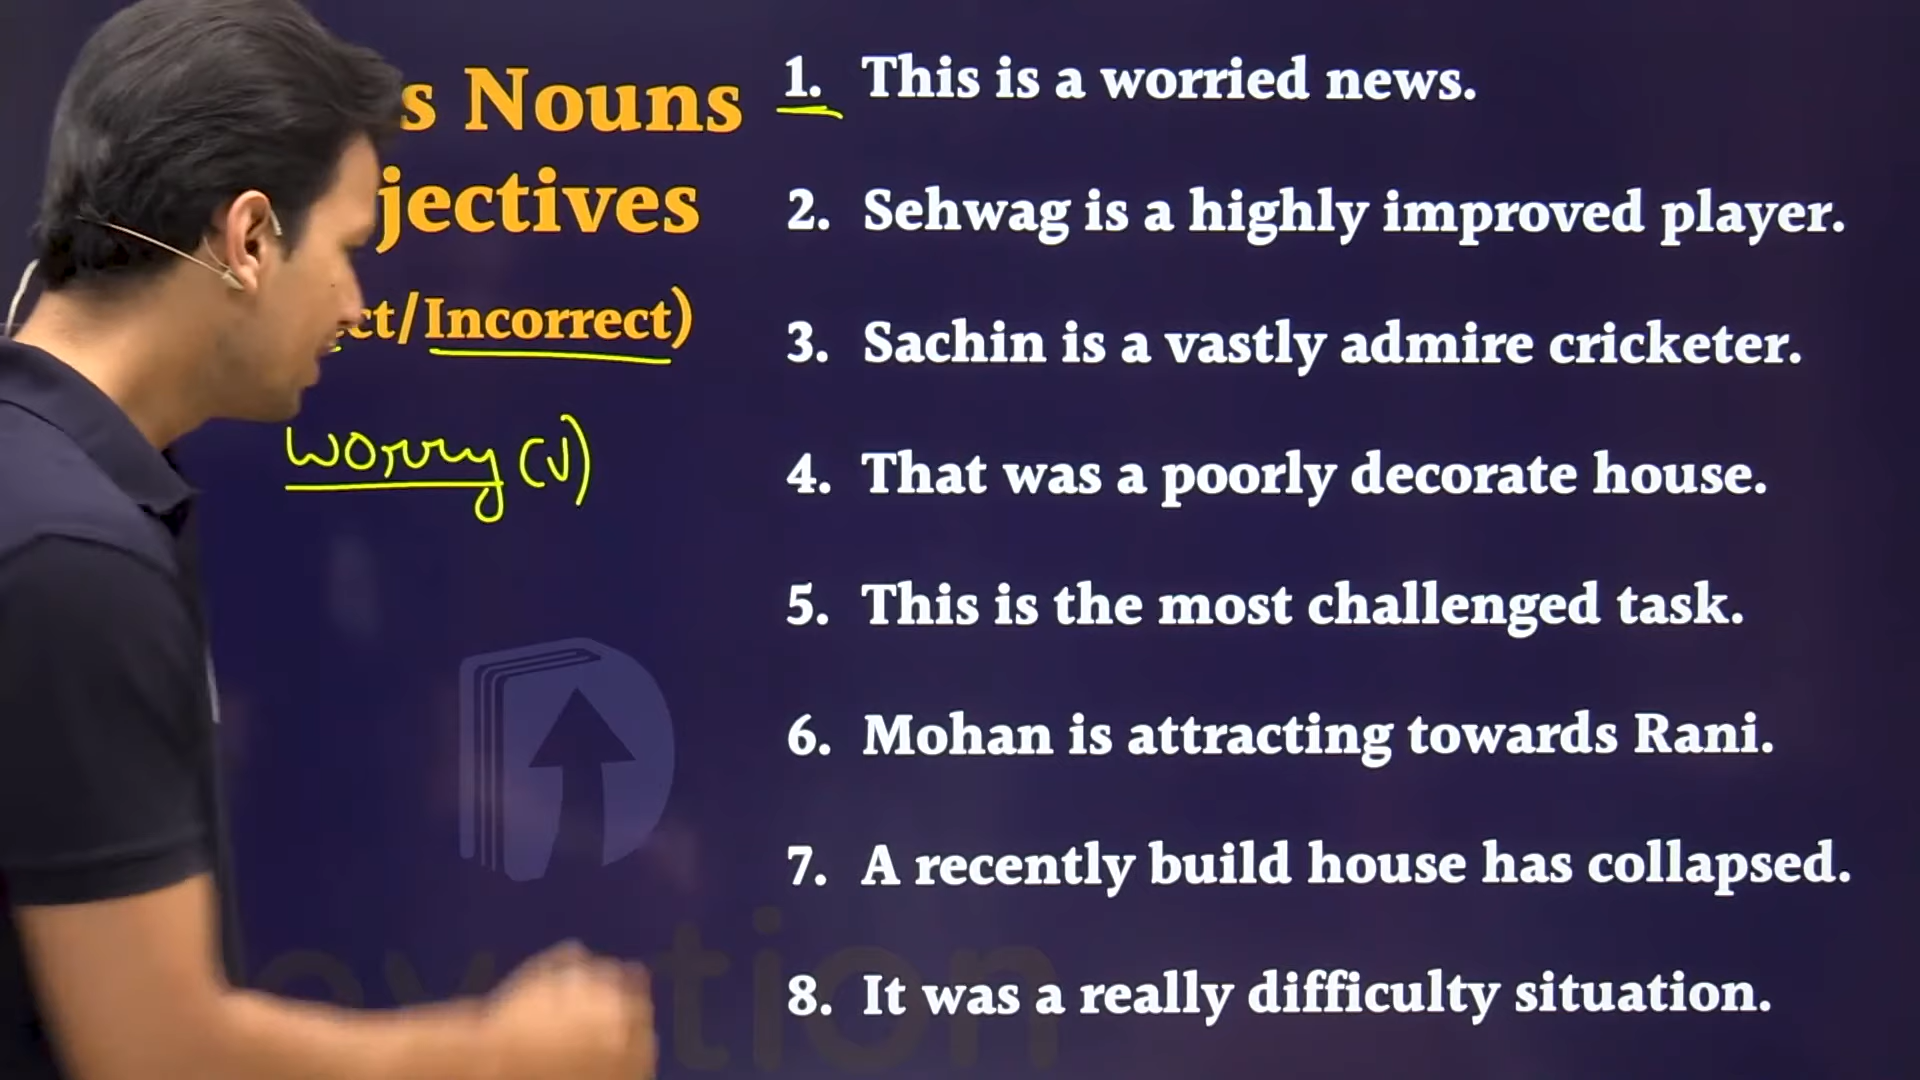 s Nouns
jectives
ct/Incorrect)
worry (v)
1. This is a worried news.
2. Sehwag is a highly improved player.
3. Sachin is a vastly admire cricketer.
4. That was a poorly decorate house.
5. This is the most challenged task.
6. Mohan is attracting towards Rani.
7. A recently build house has collapsed.
8. It was a really difficulty situation.